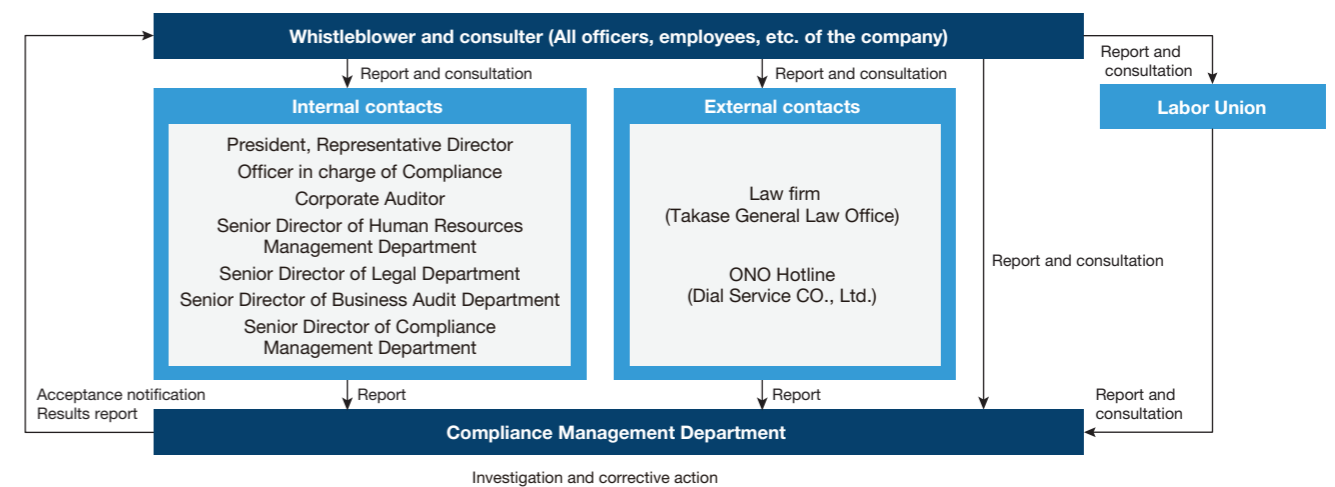 Whistleblower and consulter (All officers, employees, etc. of the company)
Report and consultation
Report and consultation
Report and
consultation
Internal contacts
President, Representative Director
Officer in charge of Compliance
Corporate Auditor
Senior Director of Human Resources
Management Department
Senior Director of Legal Department
Senior Director of Business Audit Department
Senior Director of Compliance
Management Department
External contacts
Law firm
(Takase General Law Office)
ONO Hotline
(Dial Service CO., Ltd.)
Labor Union
Report and consultation
Acceptance notification
Results report
Report
Report
Report and
consultation
Compliance Management Department
Investigation and corrective action